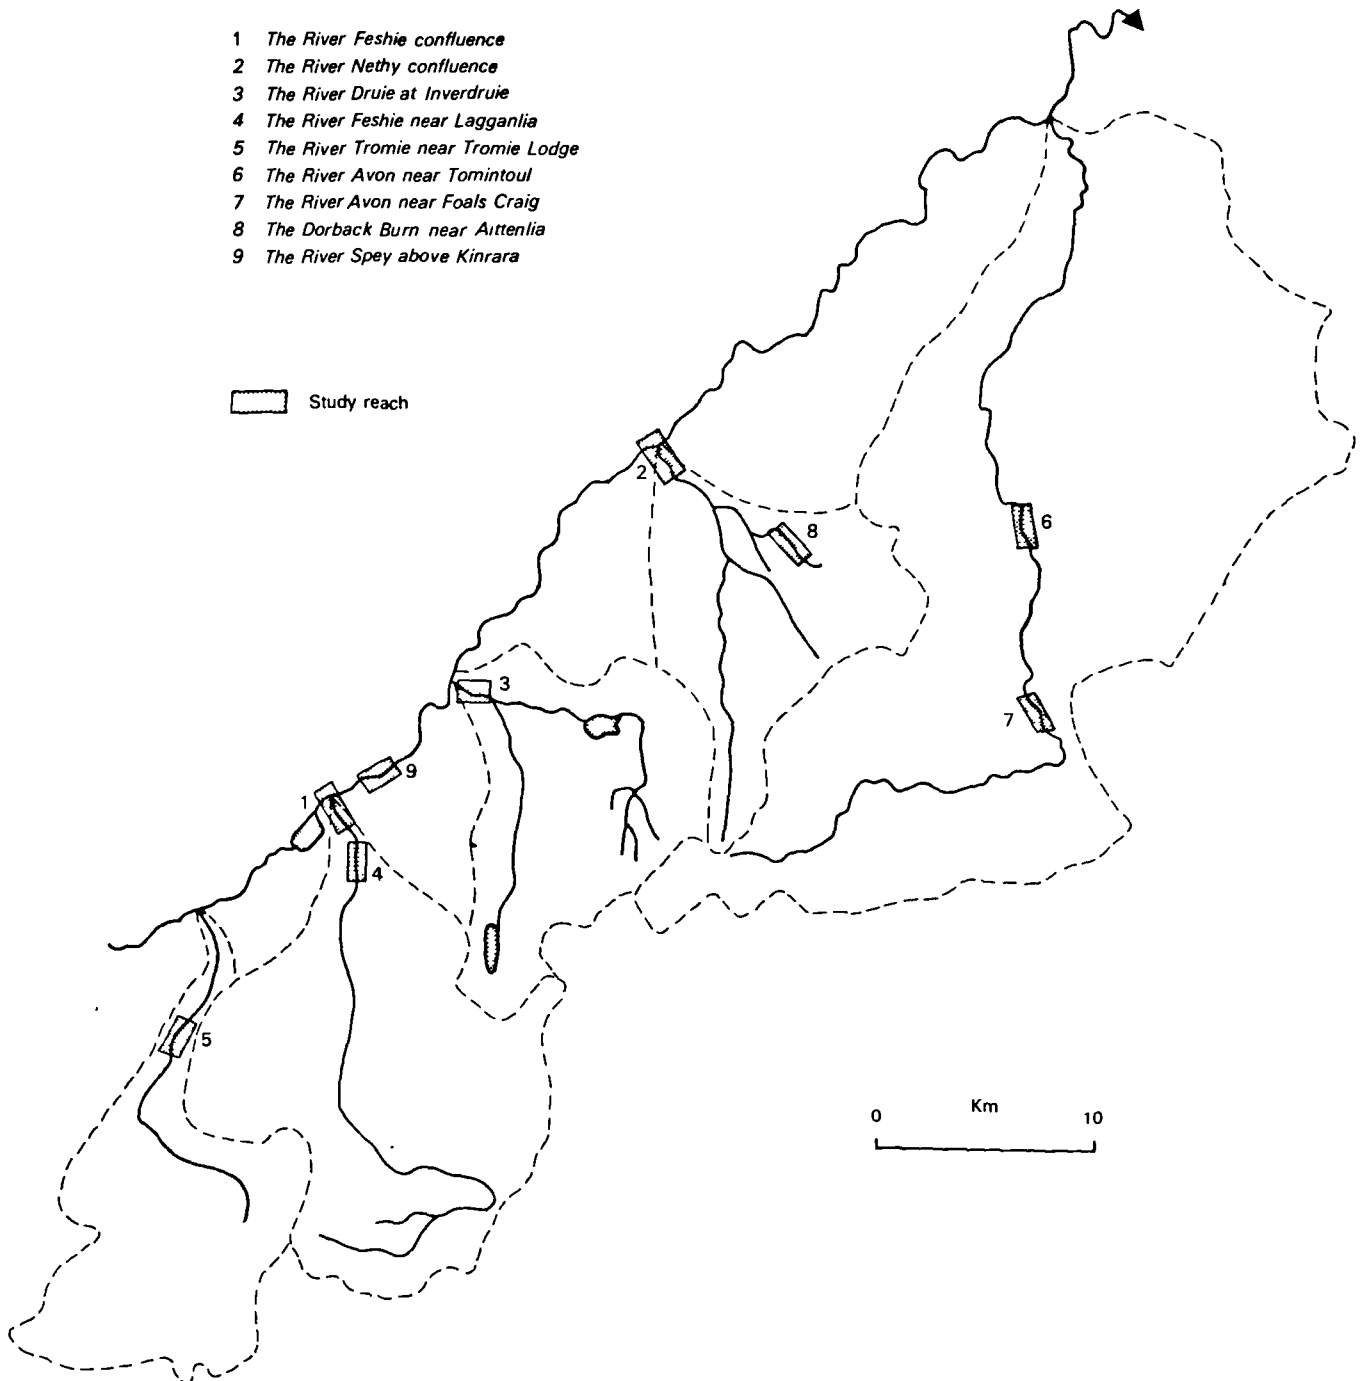 1 The River Feshie confluence
2 The River Nethy confluence
3 The River Druie at Inverdruie
4 The River Feshie near Lagganlia
5 The River Tromie near Tromie Lodge
6 The River Avon near Tomintoul
7 The River Avon near Foals Craig
8 The Dorback Burn near Aittenlia
9 The River Spey above Kinrara
Study reach
2
8
6
3
7
9
1
4
5
Km
0 10